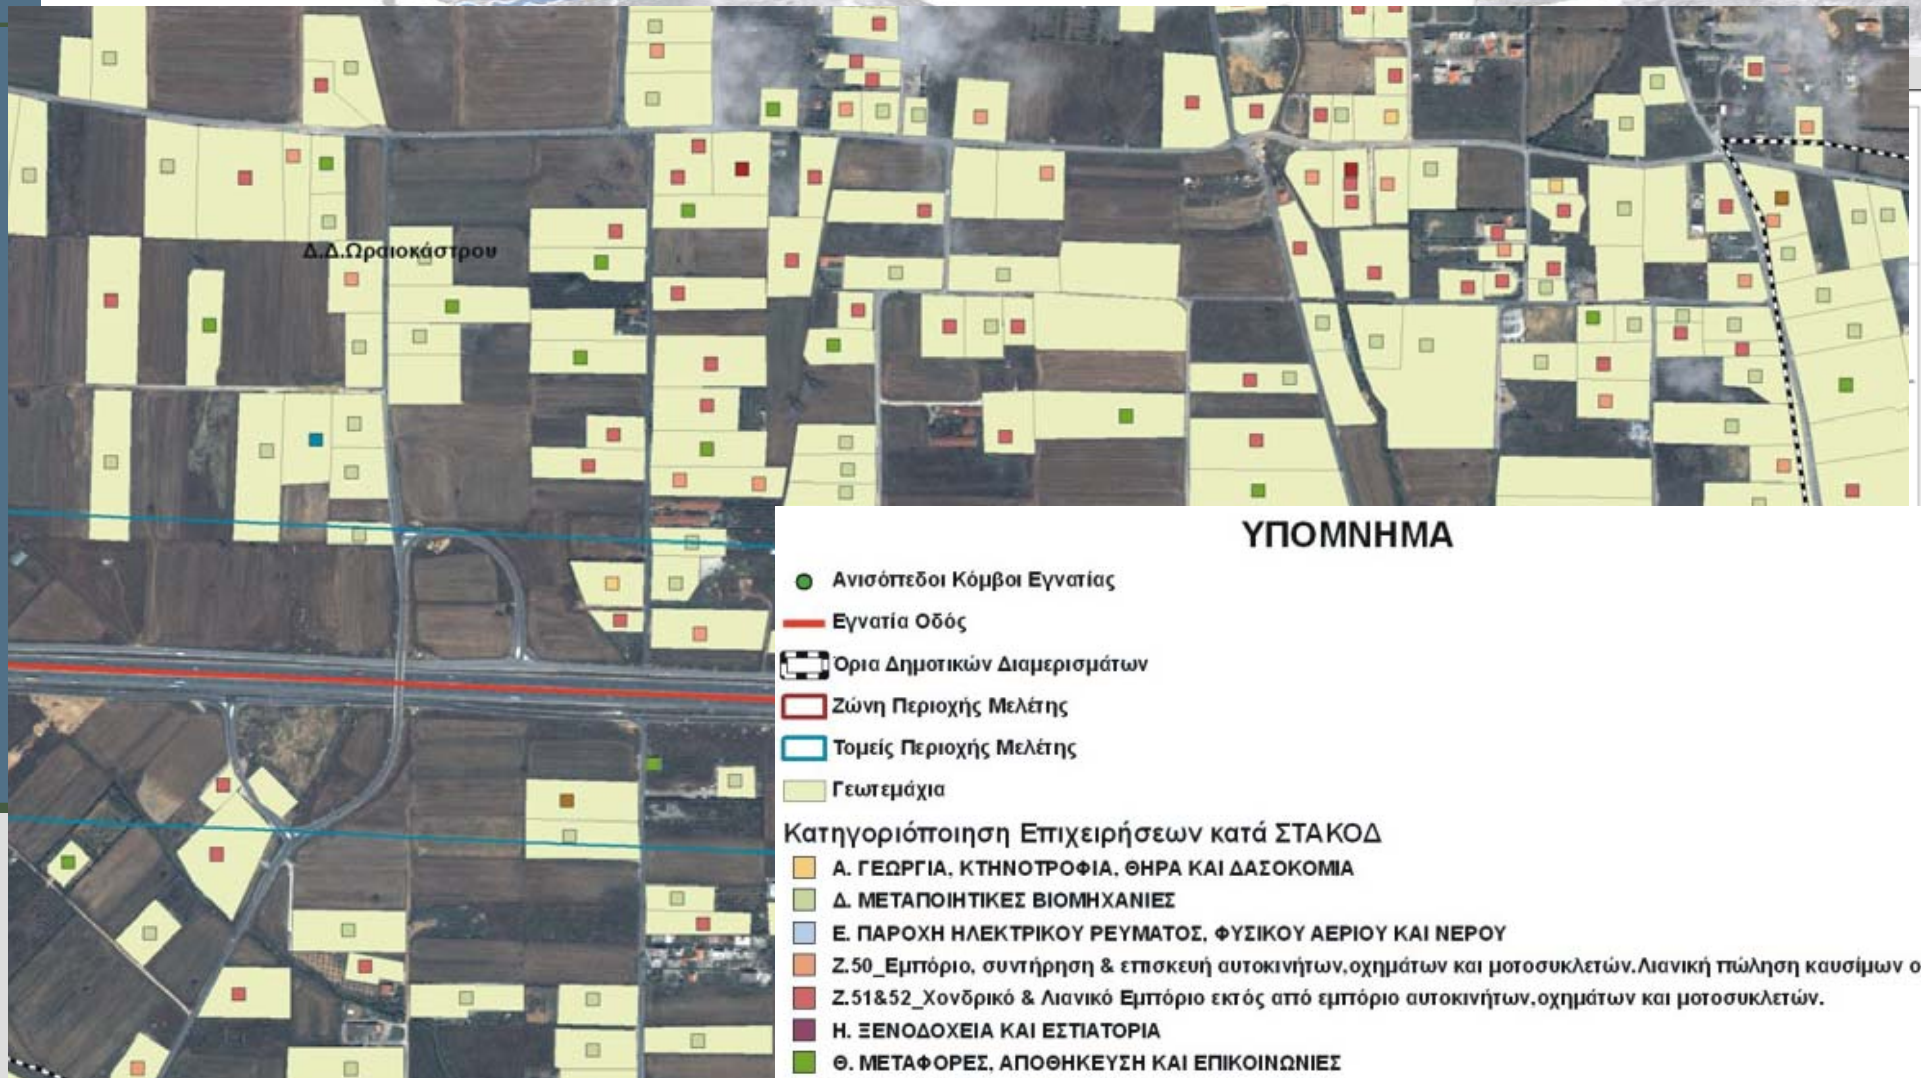 Δ.Δ.Ωραιοκάστρου
ΥΠΟΜΝΗΜΑ
Ανισόπεδοι Κόμβοι Εγνατίας
Εγνατία Οδός
Όρια Δημοτικών Διαμερισμάτων
Ζώνη Περιοχής Μελέτης
Τομείς Περιοχής Μελέτης
Γεωτεμάχια
Κατηγοριόποιηση Επιχειρήσεων κατά ΣΤΑΚΟΔ
Α. ΓΕΩΡΓΙΑ, ΚΤΗΝΟΤΡΟΦΙΑ, ΘΗΡΑ ΚΑΙ ΔΑΣΟΚΟΜΙΑ
Δ. ΜΕΤΑΠΟΙΗΤΙΚΕΣ ΒΙΟΜΗΧΑΝΙΕΣ
Ε. ΠΑΡΟΧΗ ΗΛΕΚΤΡΙΚΟΥ ΡΕΥΜΑΤΟΣ, ΦΥΣΙΚΟΥ ΑΕΡΙΟΥ ΚΑΙ ΝΕΡΟΥ
Ζ.50_Εμπόριο, συντήρηση & επισκευή αυτοκινήτων,οχημάτων και μοτοσυκλετών.Λιανική πώληση καυσίμων ο
Ζ.51&52_Χονδρικό & Λιανικό Εμπόριο εκτός από εμπόριο αυτοκινήτων,οχημάτων και μοτοσυκλετών.
Η. ΞΕΝΟΔΟΧΕΙΑ ΚΑΙ ΕΣΤΙΑΤΟΡΙΑ
Θ. ΜΕΤΑΦΟΡΕΣ, ΑΠΟΘΗΚΕΥΣΗ ΚΑΙ ΕΠΙΚΟΙΝΩΝΙΕΣ